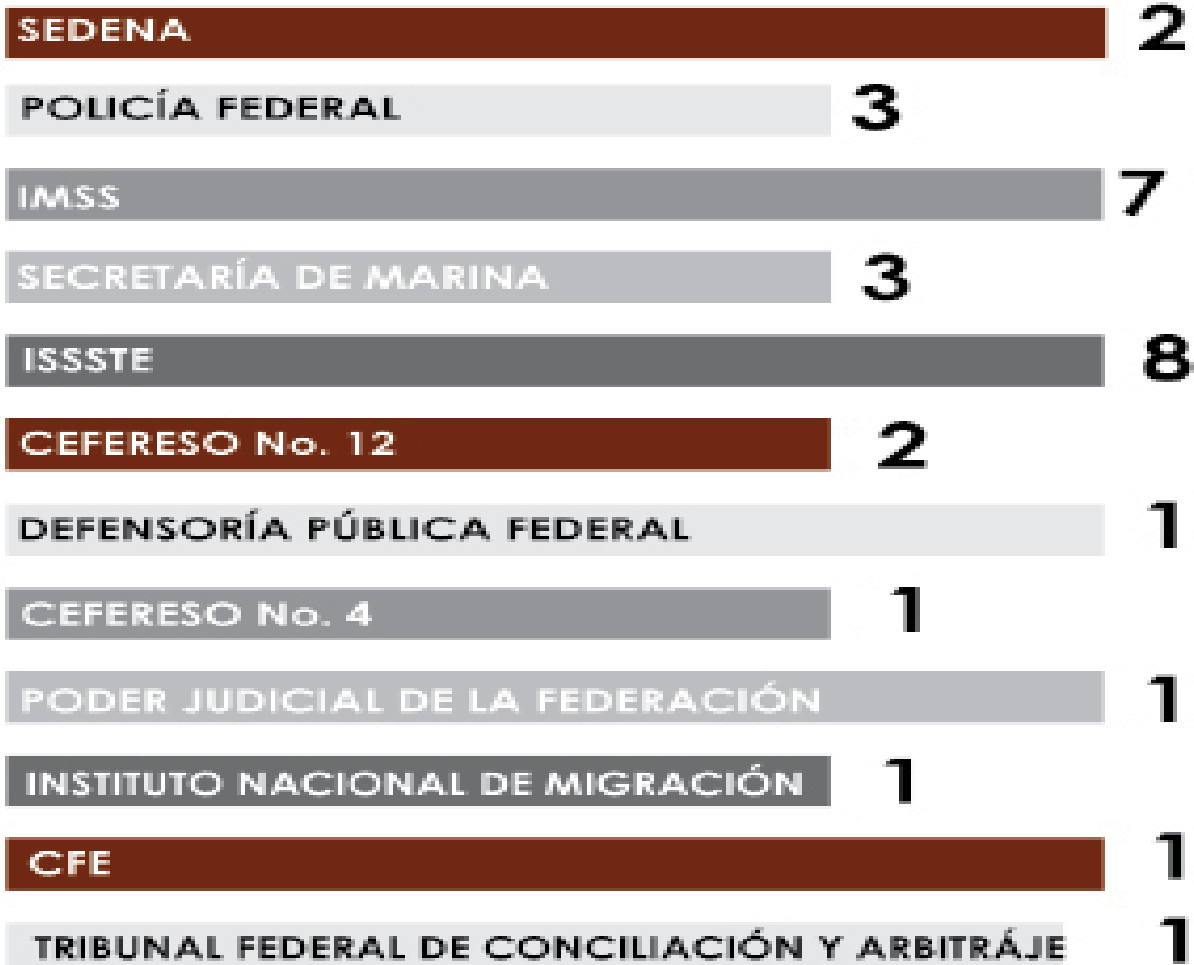 SEDENA 2
POLICÍA FEDERAL 3
IMSS 7
SECRETARÍA DE MARINA 3
ISSSTE 8
CEFERESO No. 12 2
DEFENSORÍA PÚBLICA FEDERAL 1
CEFERESO No. 4 1
PODER JUDICIAL DE LA FEDERACIÓN 1
INSTITUTO NACIONAL DE MIGRACIÓN 1
CFE 1
TRIBUNAL FEDERAL DE CONCILIACIÓN Y ARBITRÁJE 1